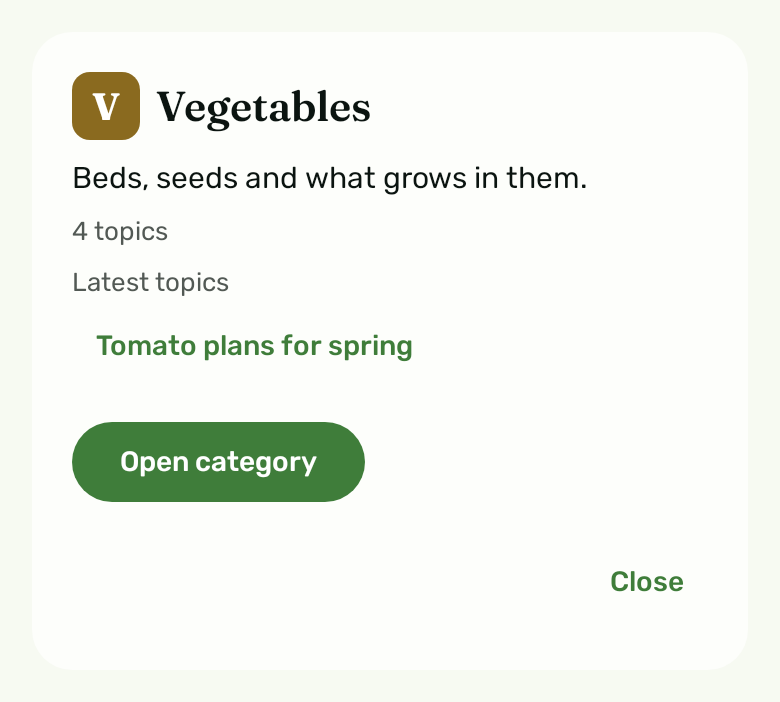 V Vegetables
Beds, seeds and what grows in them.
4 topics
Latest topics
Tomato plans for spring
Open category
Close